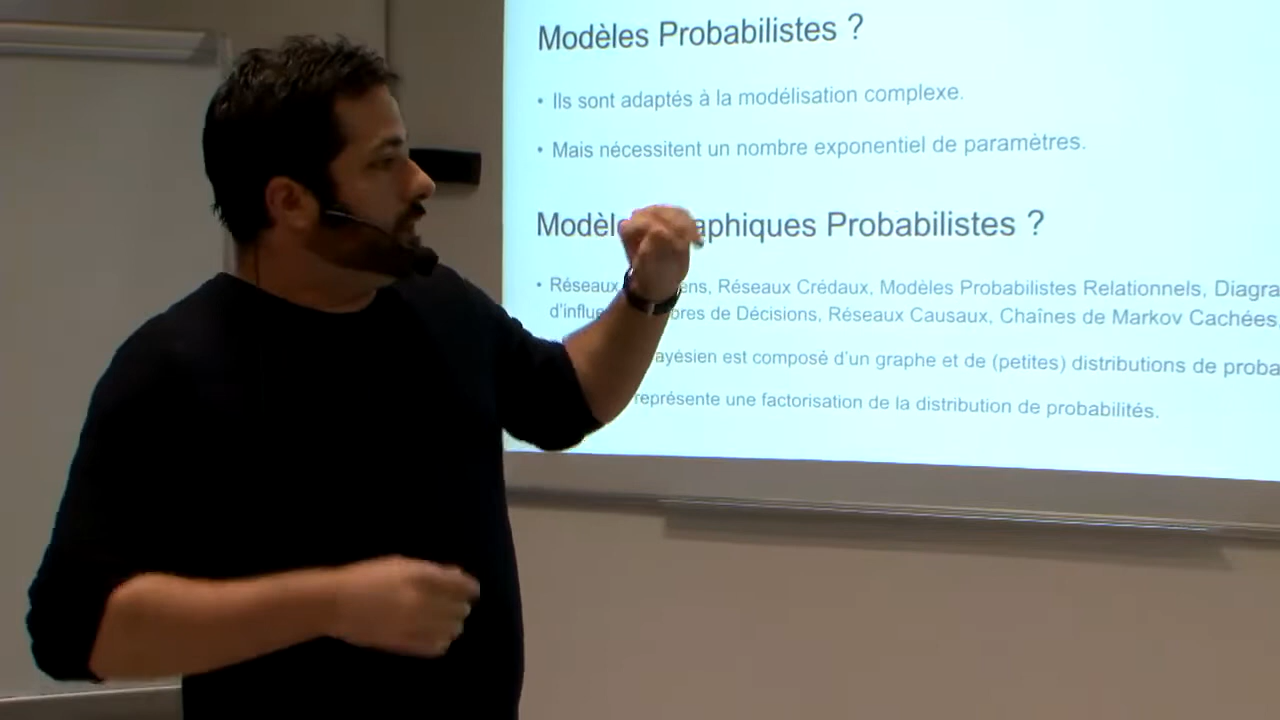 Modèles Probabilistes ?
• Ils sont adaptés à la modélisation complexe.
• Mais nécessitent un nombre exponentiel de paramètres.
Modèl aphiques Probabilistes ?
• Réseaux ens, Réseaux Crédaux, Modèles Probabilistes Relationnels, Diagra
d'influe bres de Décisions, Réseaux Causaux, Chaînes de Markov Cachées,
ayésien est composé d'un graphe et de (petites) distributions de proba
représente une factorisation de la distribution de probabilités.